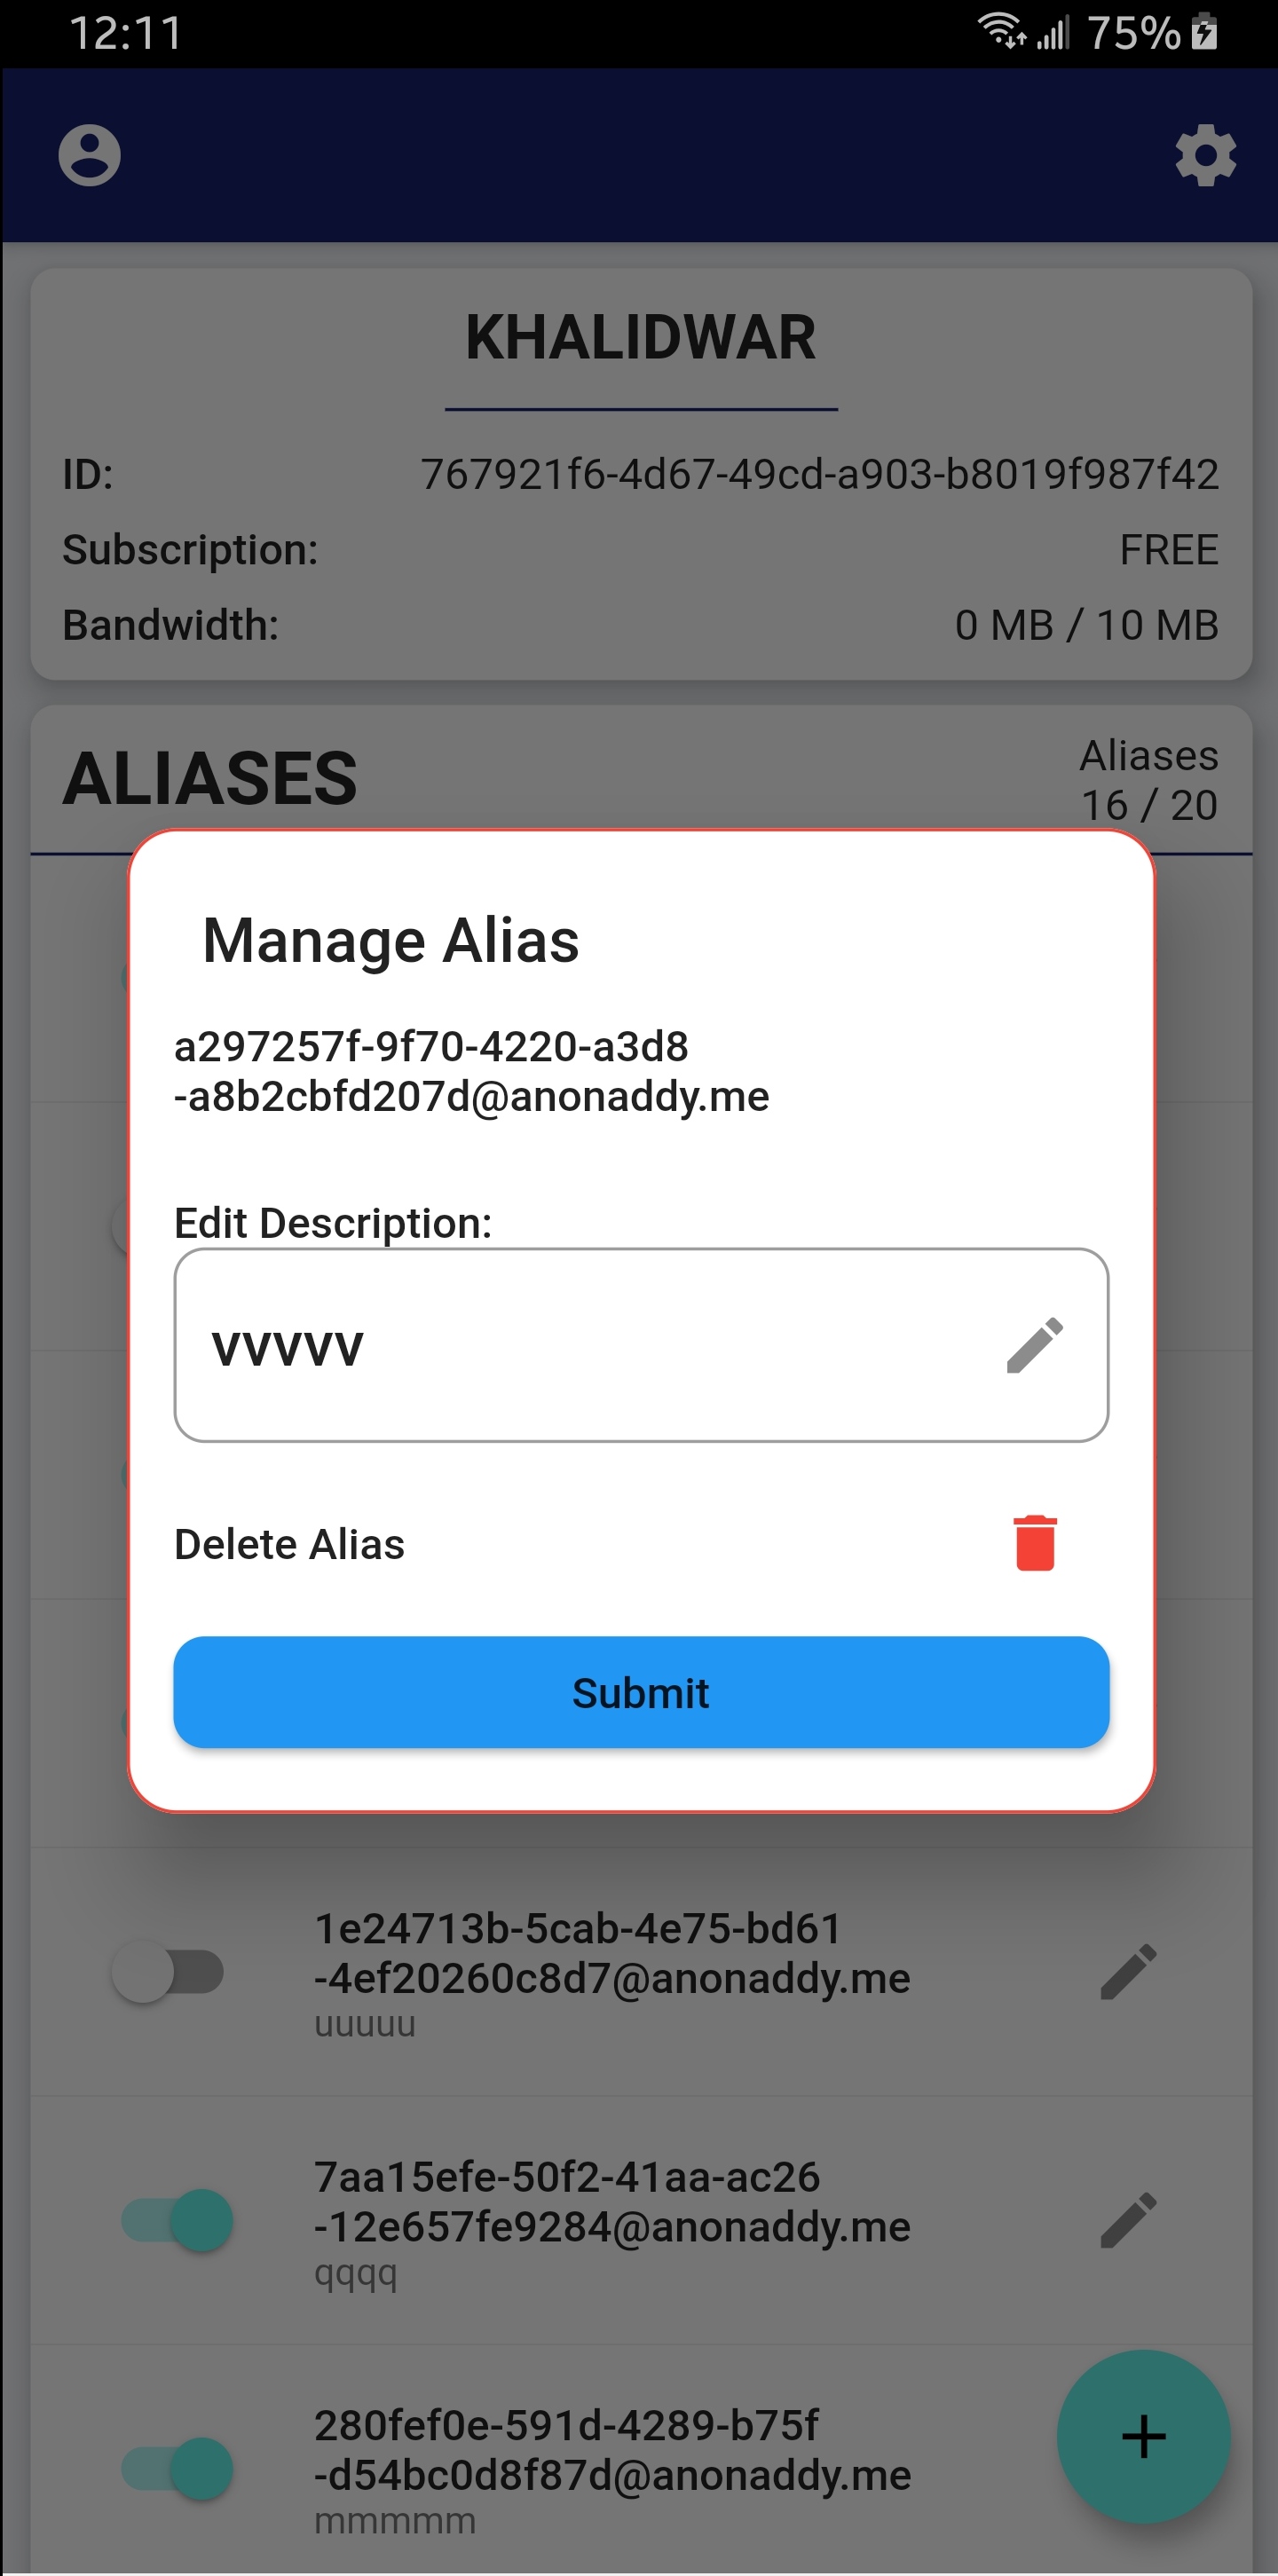 12:11
75%
KHALIDWAR
ID: 767921f6-4d67-49cd-a903-b8019f987f42
Subscription: FREE
Bandwidth: 0 MB / 10 MB
ALIASES
Aliases
16 / 20
Manage Alias
a297257f-9f70-4220-a3d8
-a8b2cbfd207d@anonaddy.me
Edit Description:
vvvvv
Delete Alias
Submit
1e24713b-5cab-4e75-bd61
-4ef20260c8d7@anonaddy.me
uuuuu
7aa15efe-50f2-41aa-ac26
-12e657fe9284@anonaddy.me
qqqq
280fef0e-591d-4289-b75f
-d54bc0d8f87d@anonaddy.me
mmmmm